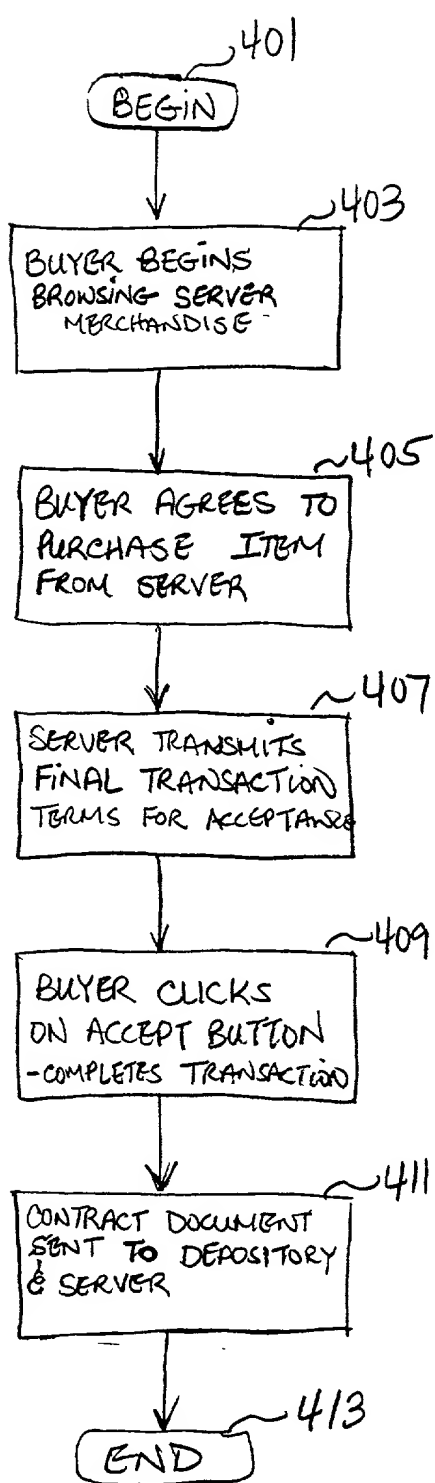 401
BEGIN
403
BUYER BEGINS
BROWSING SERVER
MERCHANDISE
405
BUYER AGREES TO
PURCHASE ITEM
FROM SERVER
407
SERVER TRANSMITS
FINAL TRANSACTION
TERMS FOR ACCEPTANCE
409
BUYER CLICKS
ON ACCEPT BUTTON
-COMPLETES TRANSACTION
411
CONTRACT DOCUMENT
SENT TO DEPOSITORY
& SERVER
413
END